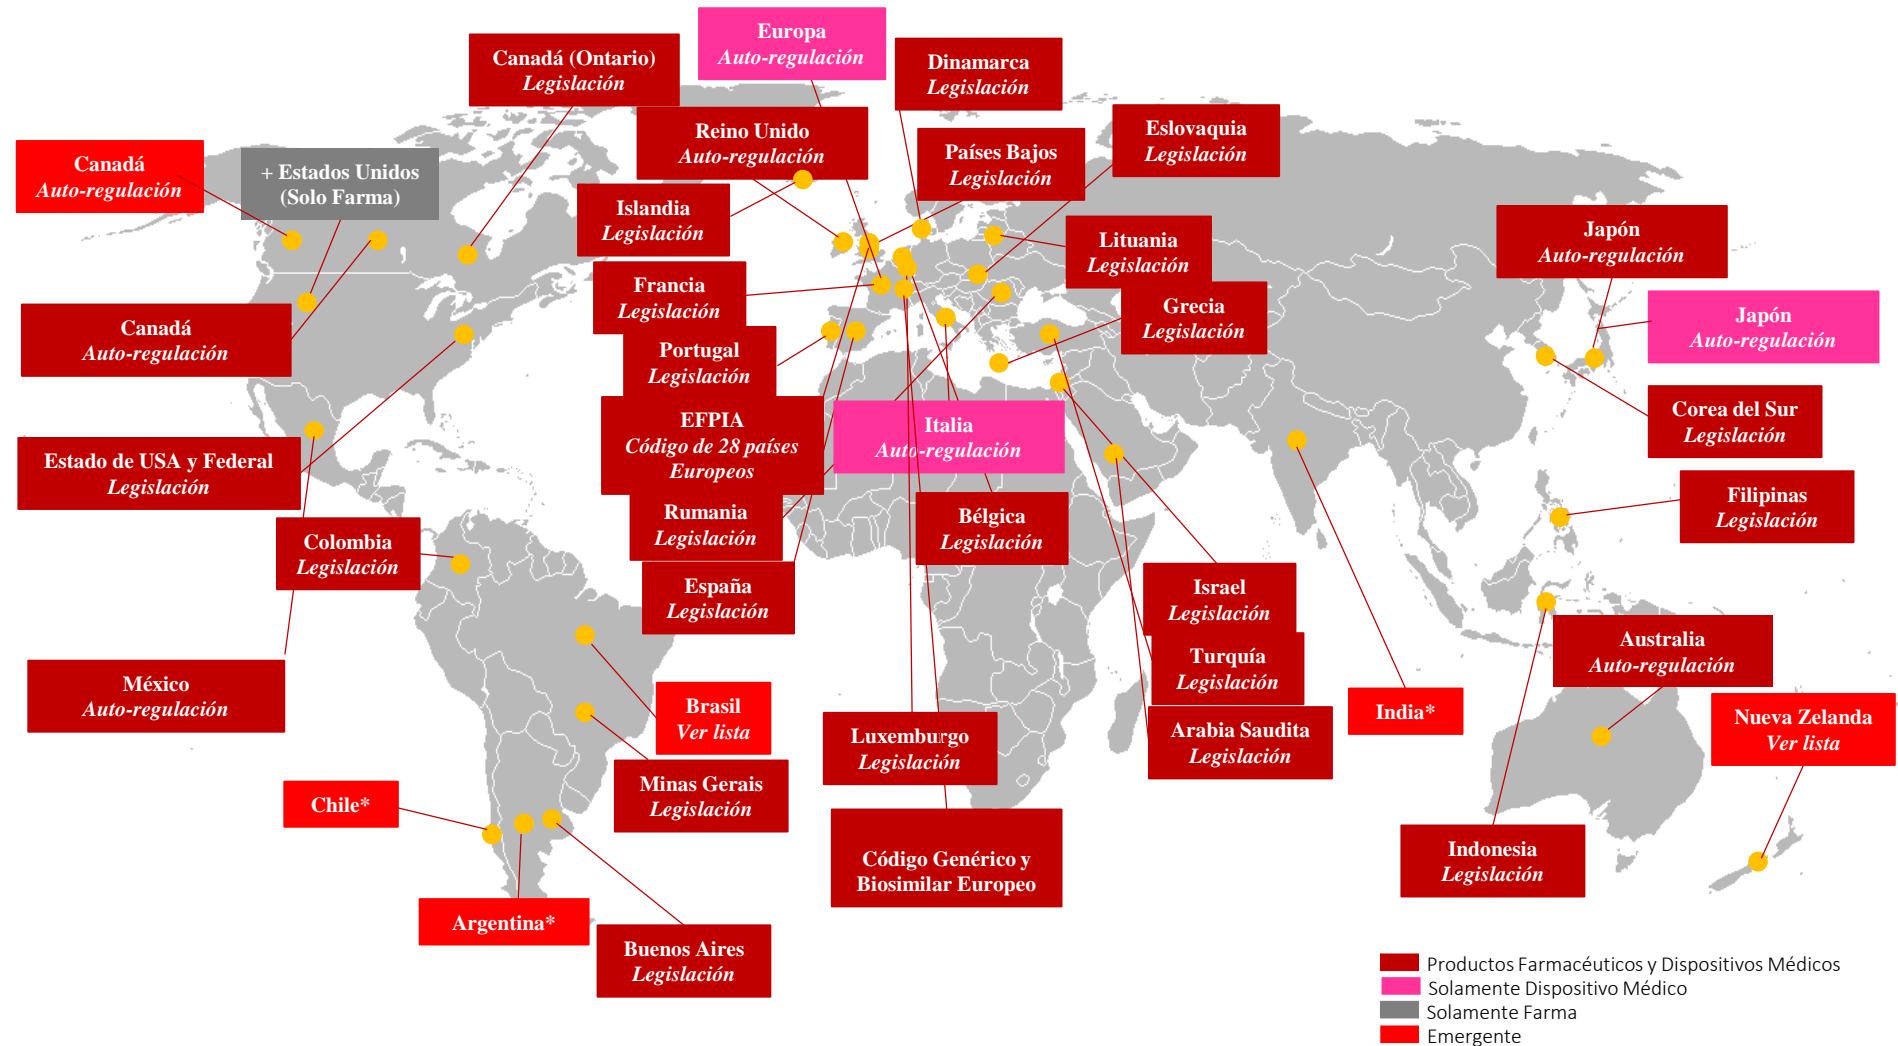 Europa
Auto-regulación
Canadá (Ontario)
Legislación
Dinamarca
Legislación
Reino Unido
Auto-regulación
Eslovaquia
Legislación
Países Bajos
Legislación
Canadá
Auto-regulación
+ Estados Unidos
(Solo Farma)
Islandia
Legislación
Lituania
Legislación
Japón
Auto-regulación
Francia
Legislación
Grecia
Legislación
Japón
Auto-regulación
Canadá
Auto-regulación
Portugal
Legislación
EFPIA
Código de 28 países
Europeos
Italia
Auto-regulación
Corea del Sur
Legislación
Estado de USA y Federal
Legislación
Rumania
Legislación
Bélgica
Legislación
Filipinas
Legislación
Colombia
Legislación
España
Legislación
Israel
Legislación
Australia
Auto-regulación
Turquía
Legislación
México
Auto-regulación
Brasil
Ver lista
India*
Nueva Zelanda
Ver lista
Luxemburgo
Legislación
Arabia Saudita
Legislación
Minas Gerais
Legislación
Chile*
Código Genérico y
Biosimilar Europeo
Indonesia
Legislación
Argentina*
Buenos Aires
Legislación
Productos Farmacéuticos y Dispositivos Médicos
Solamente Dispositivo Médico
Solamente Farma
Emergente